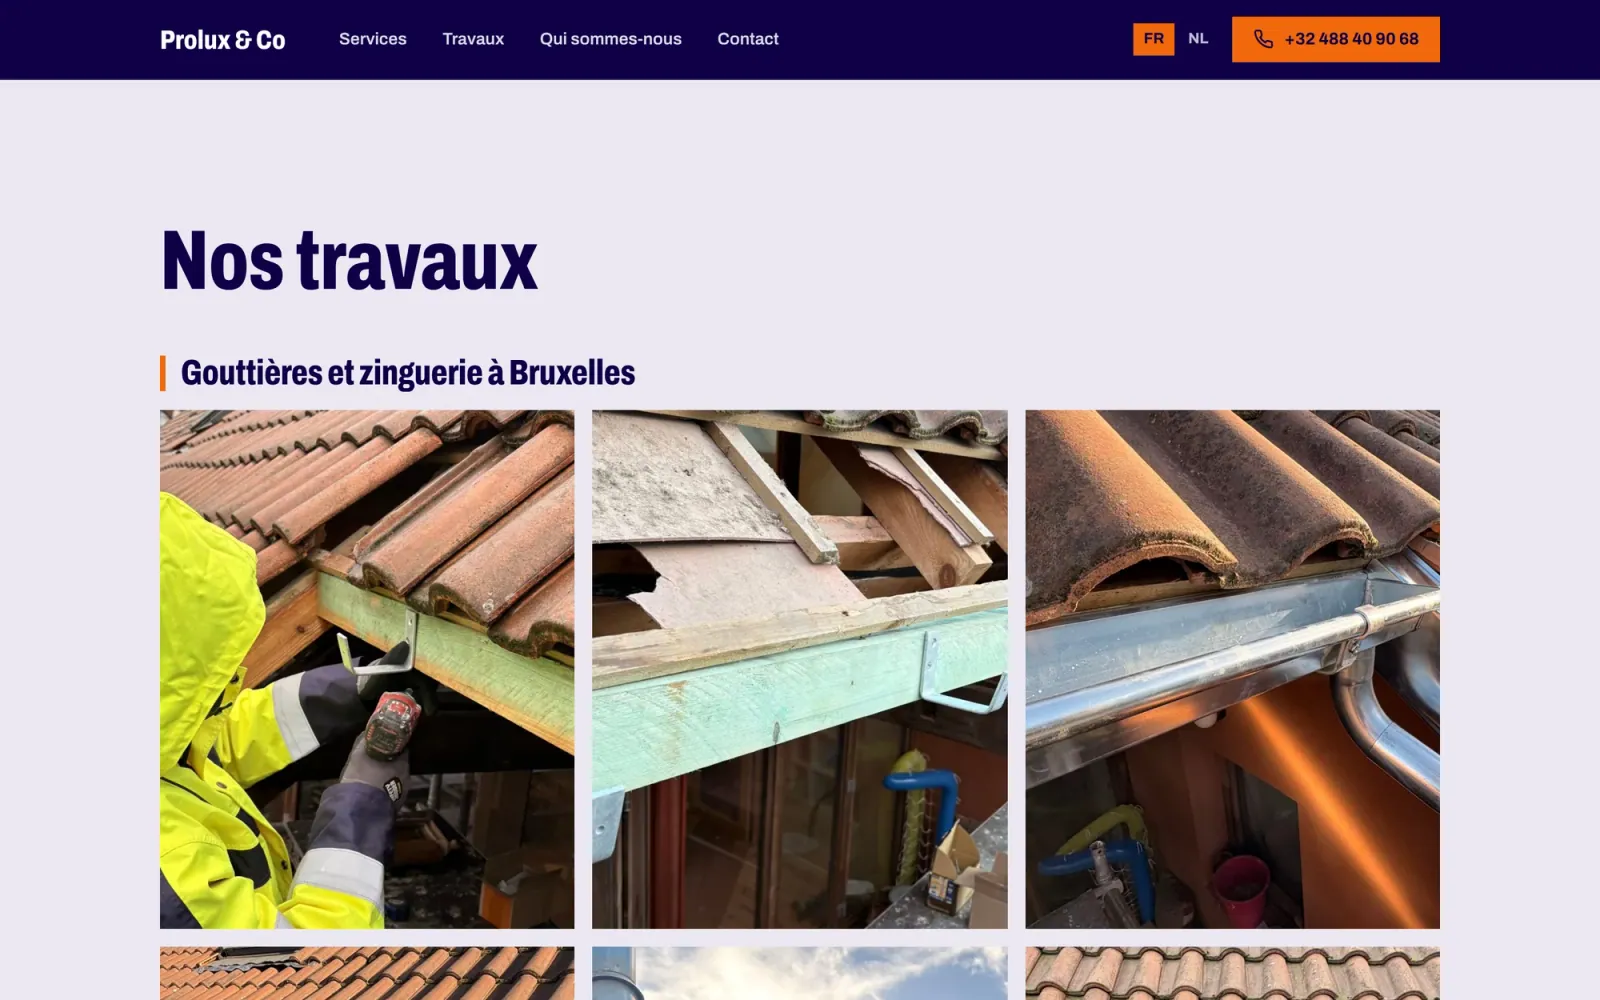 Prolux & Co
Services
Travaux
Qui sommes-nous
Contact
FR
NL
+32 488 40 90 68
Nos travaux
Gouttières et zinguerie à Bruxelles